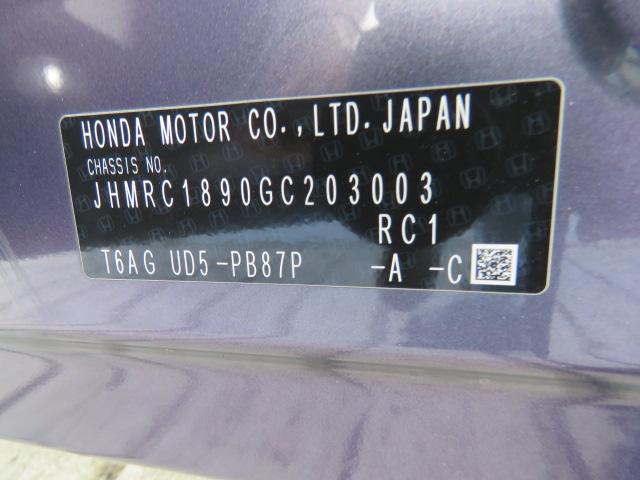 HONDA MOTOR CO.,LTD.JAPAN
CHASSIS NO.
JHMRC1890GC203003
RC1
T6AG UD5-PB87P -A -C